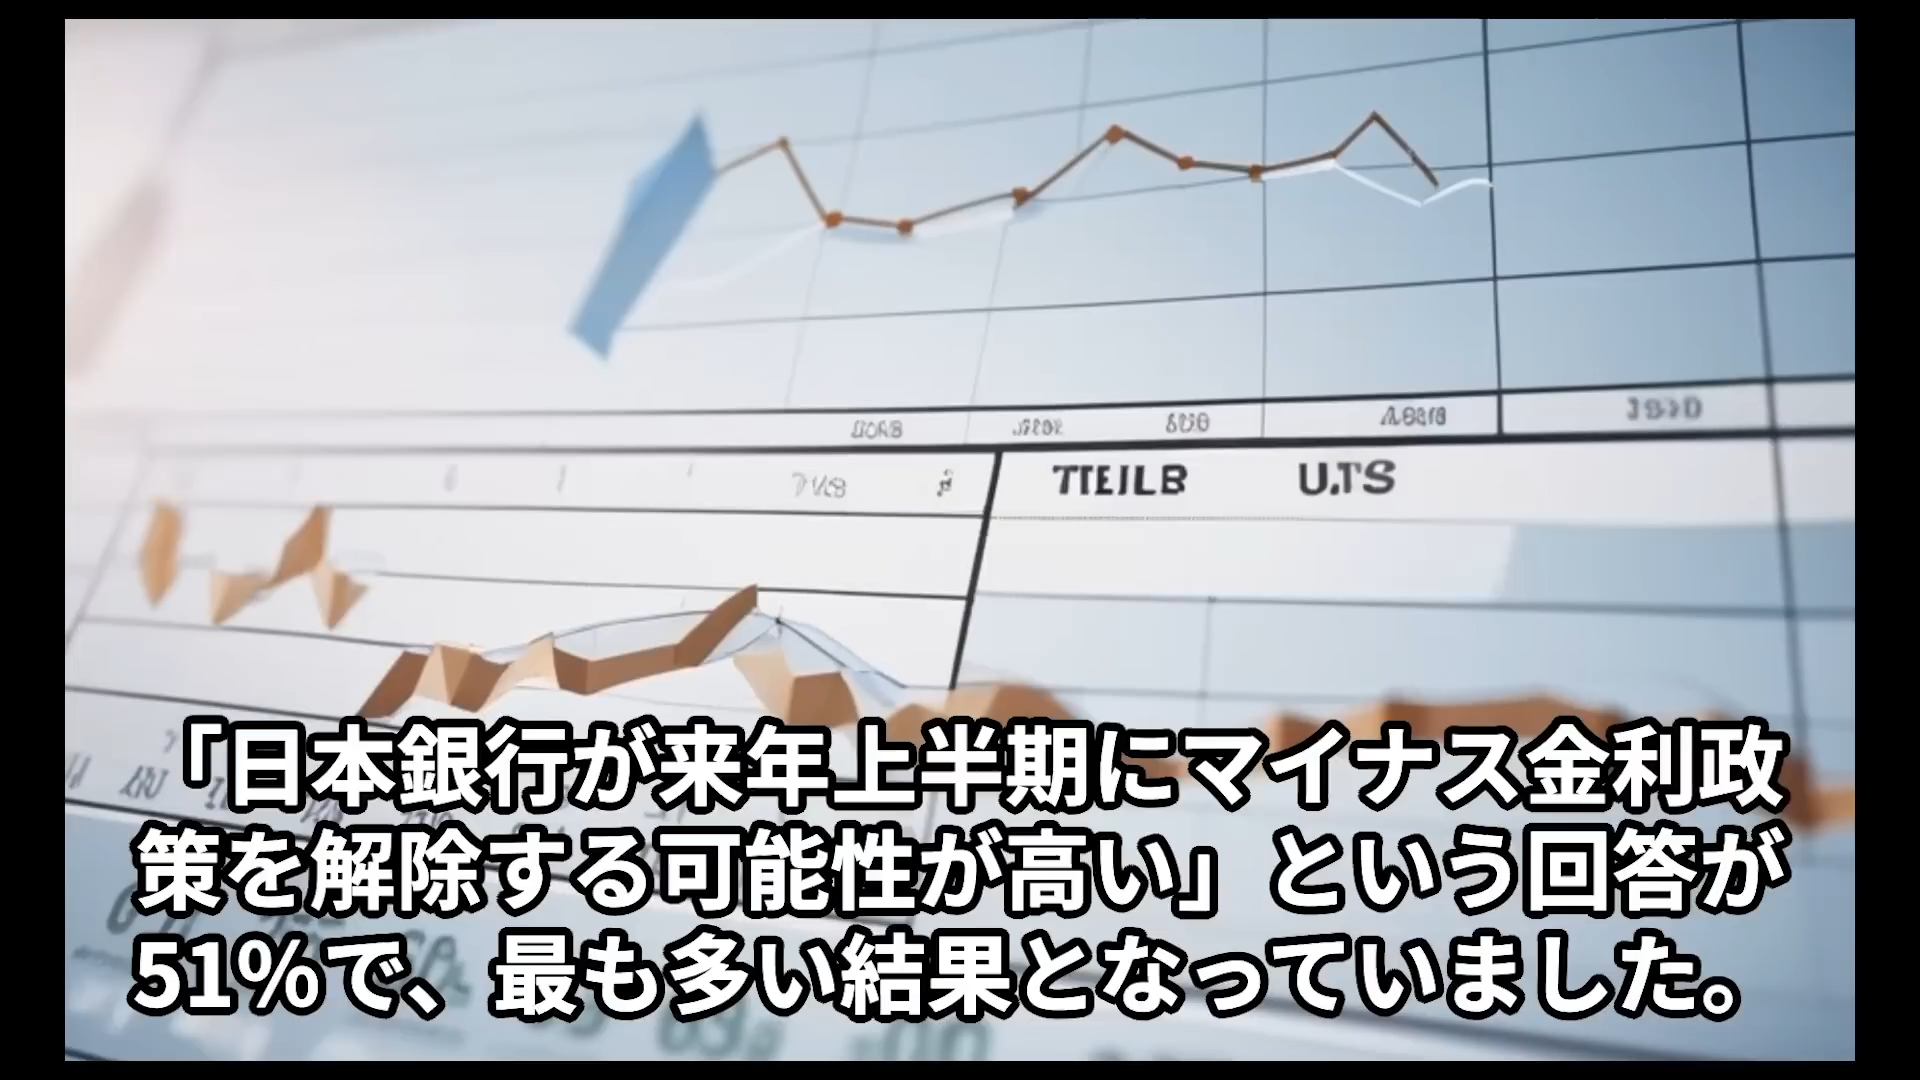 TTEILB U.TS
「日本銀行が来年上半期にマイナス金利政
策を解除する可能性が高い」という回答が
51%で、最も多い結果となっていました。